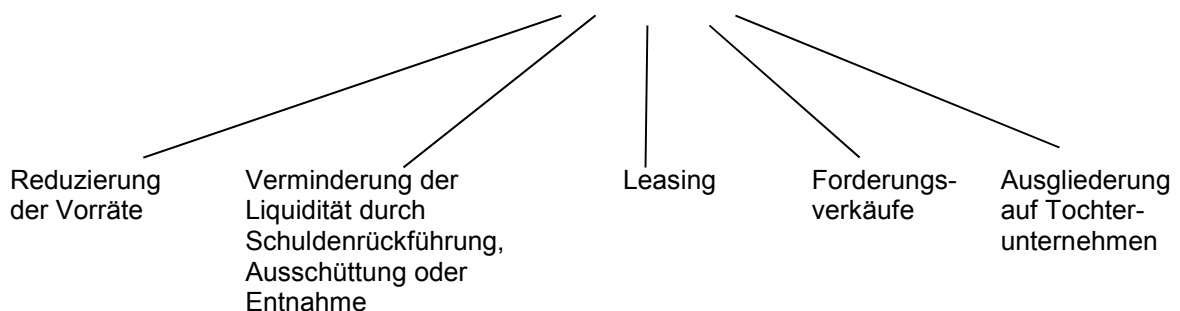 Reduzierung
der Vorräte
Verminderung der
Liquidität durch
Schuldenrückführung,
Ausschüttung oder
Entnahme
Leasing
Forderungs-
verkäufe
Ausgliederung
auf Tochter-
unternehmen